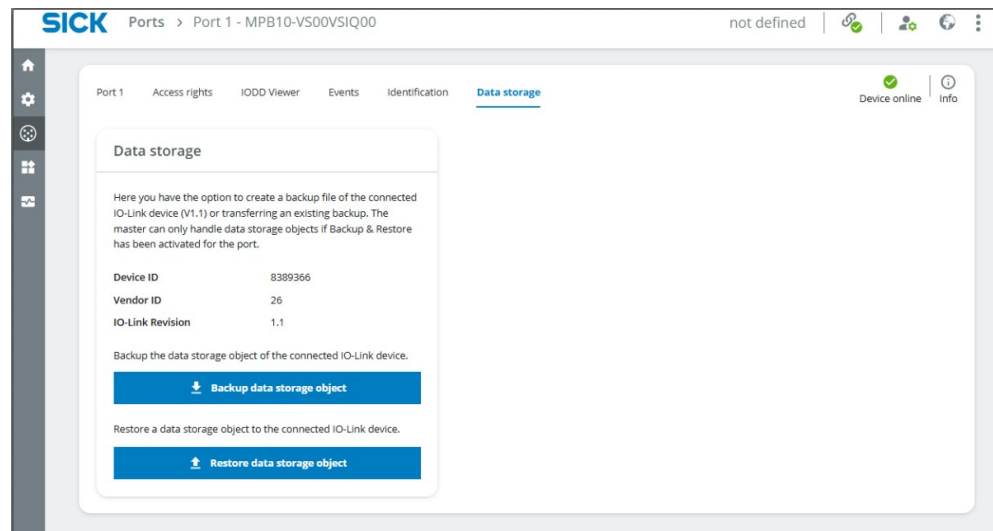 SICK Ports > Port 1 - MPB10-VS00VSIQ00 not defined
Port 1 Access rights IODD Viewer Events Identification Data storage Device online Info
Data storage
Here you have the option to create a backup file of the connected
IO-Link device (V1.1) or transferring an existing backup. The
master can only handle data storage objects if Backup & Restore
has been activated for the port.
Device ID 8389366
Vendor ID 26
IO-Link Revision 1.1
Backup the data storage object of the connected IO-Link device.
Backup data storage object
Restore a data storage object to the connected IO-Link device.
Restore data storage object